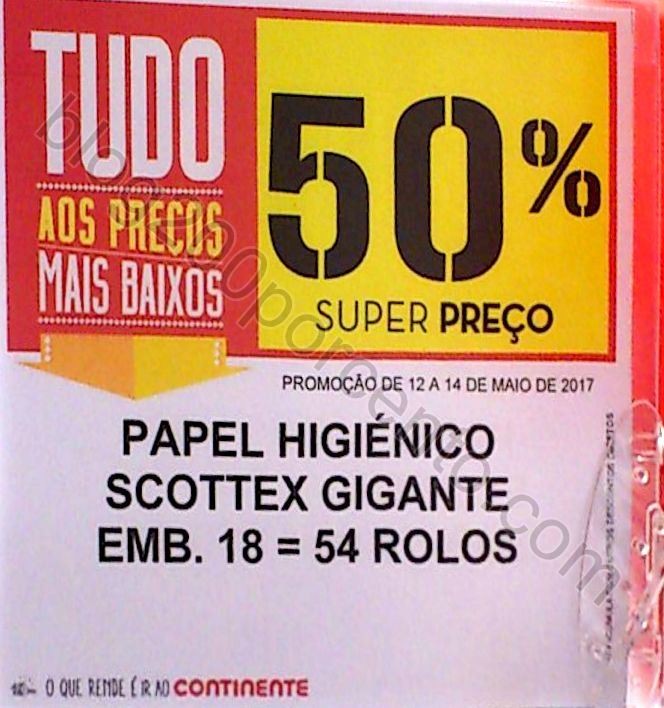 TUDO
AOS PREÇOS
MAIS BAIXOS
50%
SUPER PREÇO
PROMOÇÃO DE 12 A 14 DE MAIO DE 2017
PAPEL HIGIÉNICO
SCOTTEX GIGANTE
EMB. 18 = 54 ROLOS
O QUE RENDE É IR AO CONTINENTE